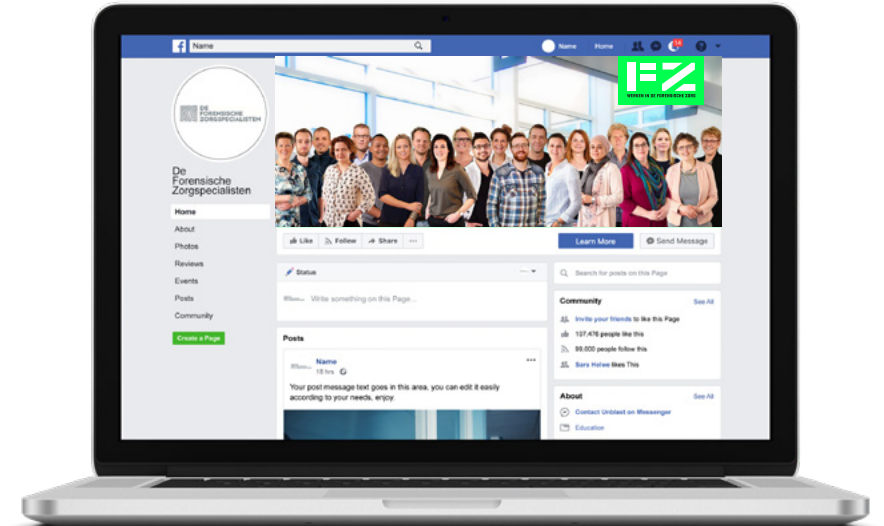 Name
Name
Home
14
FZ
WERKEN IN DE FORENSISCHE ZORG
DE
FORENSISCHE
ZORGSPECIALISTEN
De
Forensische
Zorgspecialisten
Home
About
Photos
Reviews
Events
Posts
Community
Create a Page
Like
Follow
Share
Learn More
Send Message
Status
Write something on this Page...
Search for posts on this Page
Community
See All
Invite your friends to like this Page
107,476 people like this
99,000 people follow this
Sara Helwe likes This
Posts
Name
18 hrs
Your post message text goes in this area, you can edit it easily
according to your needs, enjoy.
About
See All
Contact Unblast on Messenger
Education